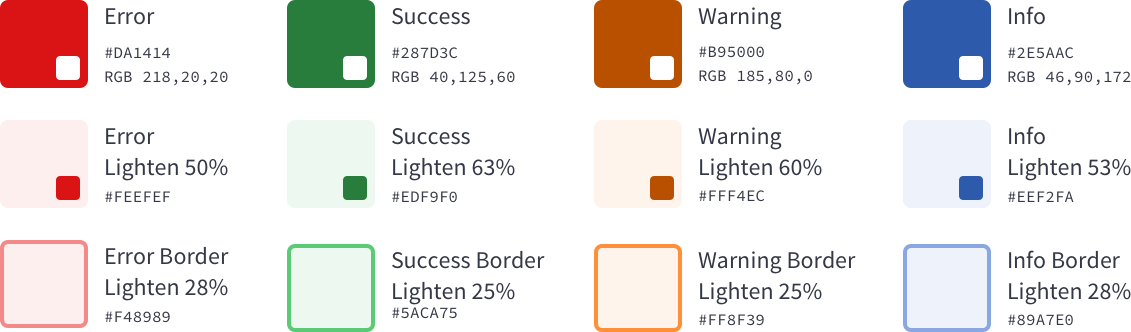 Error
#DA1414
RGB 218,20,20
Success
#287D3C
RGB 40,125,60
Warning
#B95000
RGB 185,80,0
Info
#2E5AAC
RGB 46,90,172
Error
Lighten 50%
#FEEFEF
Success
Lighten 63%
#EDF9F0
Warning
Lighten 60%
#FFF4EC
Info
Lighten 53%
#EEF2FA
Error Border
Lighten 28%
#F48989
Success Border
Lighten 25%
#5ACA75
Warning Border
Lighten 25%
#FF8F39
Info Border
Lighten 28%
#89A7E0